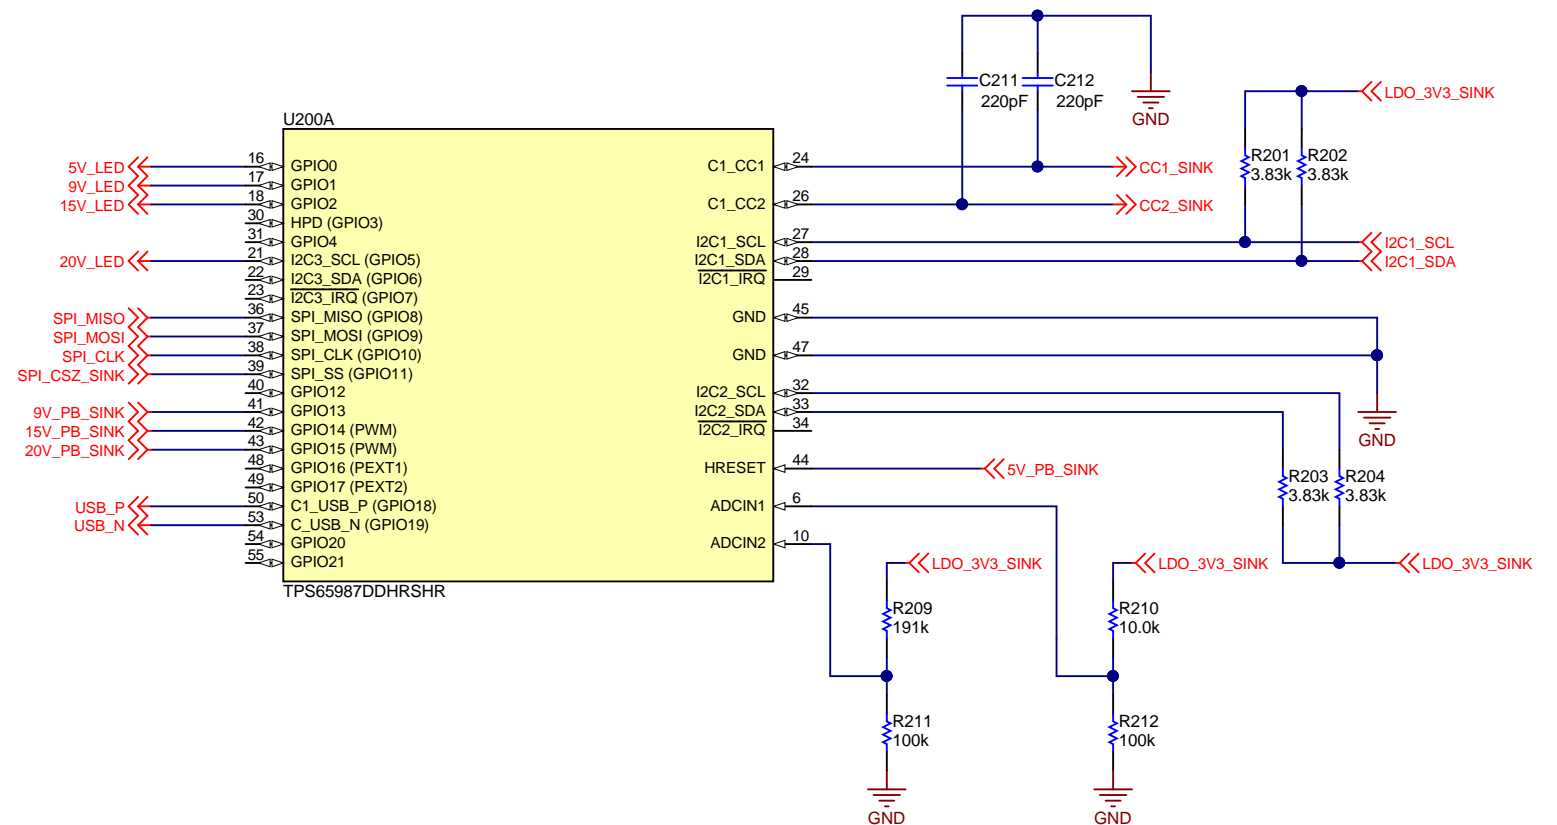 C211
220pF
C212
220pF
GND
LDO_3V3_SINK
R201
3.83k
R202
3.83k
U200A
5V_LED
16
GPIO0
C1_CC1
24
CC1_SINK
9V_LED
17
GPIO1
15V_LED
18
GPIO2
C1_CC2
26
CC2_SINK
30
HPD (GPIO3)
31
GPIO4
I2C1_SCL
27
I2C1_SCL
20V_LED
21
I2C3_SCL (GPIO5)
I2C1_SDA
28
I2C1_SDA
22
I2C3_SDA (GPIO6)
I2C1_IRQ
29
23
I2C3_IRQ (GPIO7)
SPI_MISO
36
SPI_MISO (GPIO8)
GND
45
SPI_MOSI
37
SPI_MOSI (GPIO9)
SPI_CLK
38
SPI_CLK (GPIO10)
GND
47
SPI_CSZ_SINK
39
SPI_SS (GPIO11)
40
GPIO12
I2C2_SCL
32
9V_PB_SINK
41
GPIO13
I2C2_SDA
33
15V_PB_SINK
42
GPIO14 (PWM)
I2C2_IRQ
34
GND
20V_PB_SINK
43
GPIO15 (PWM)
48
GPIO16 (PEXT1)
HRESET
44
5V_PB_SINK
49
GPIO17 (PEXT2)
R203
3.83k
R204
3.83k
USB_P
50
C1_USB_P (GPIO18)
ADCIN1
6
USB_N
53
C_USB_N (GPIO19)
54
GPIO20
ADCIN2
10
55
GPIO21
LDO_3V3_SINK
LDO_3V3_SINK
LDO_3V3_SINK
TPS65987DDHRSHR
R209
191k
R210
10.0k
R211
100k
R212
100k
GND
GND